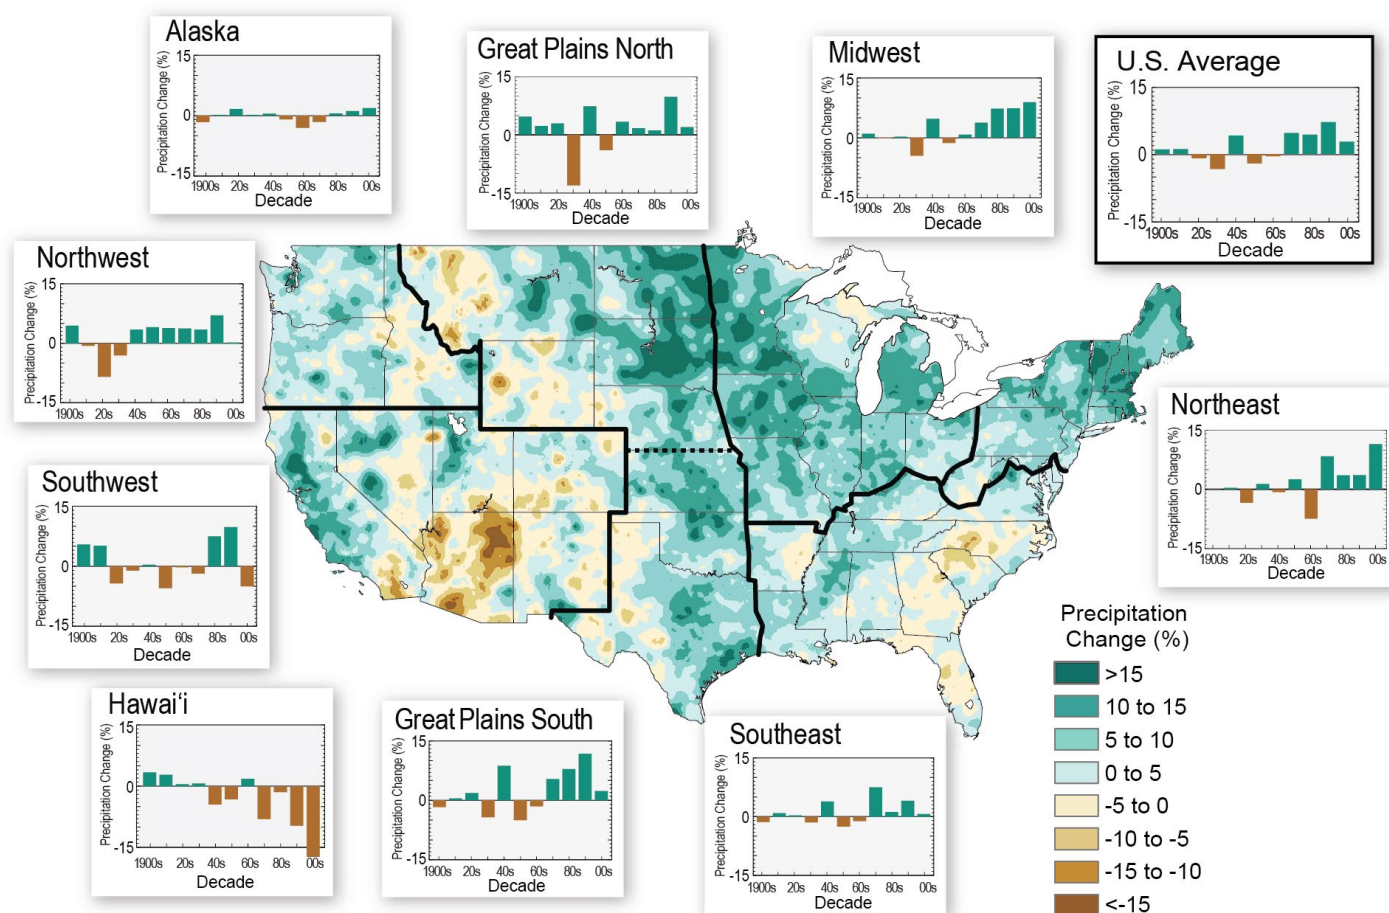 Alaska
15
0
-15
Precipitation Change (%)
1900s 20s 40s 60s 80s 00s
Decade
Great Plains North
15
0
-15
Precipitation Change (%)
1900s 20s 40s 60s 80s 00s
Decade
Midwest
15
0
-15
Precipitation Change (%)
1900s 20s 40s 60s 80s 00s
Decade
U.S. Average
15
0
-15
Precipitation Change (%)
1900s 20s 40s 60s 80s 00s
Decade
Northwest
15
0
-15
Precipitation Change (%)
1900s 20s 40s 60s 80s 00s
Decade
Northeast
15
0
-15
Precipitation Change (%)
1900s 20s 40s 60s 80s 00s
Decade
Southwest
15
0
-15
Precipitation Change (%)
1900s 20s 40s 60s 80s 00s
Decade
Hawai‘i
15
0
-15
Precipitation Change (%)
1900s 20s 40s 60s 80s 00s
Decade
Great Plains South
15
0
-15
Precipitation Change (%)
1900s 20s 40s 60s 80s 00s
Decade
Southeast
15
0
-15
Precipitation Change (%)
1900s 20s 40s 60s 80s 00s
Decade
Precipitation
Change (%)
>15
10 to 15
5 to 10
0 to 5
-5 to 0
-10 to -5
-15 to -10
<-15